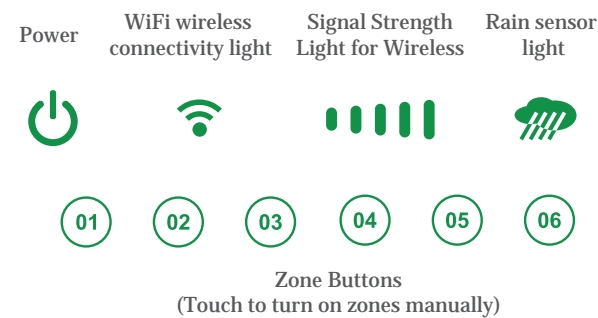 Power
WiFi wireless
connectivity light
Signal Strength
Light for Wireless
Rain sensor
light
01 02 03 04 05 06
Zone Buttons
(Touch to turn on zones manually)